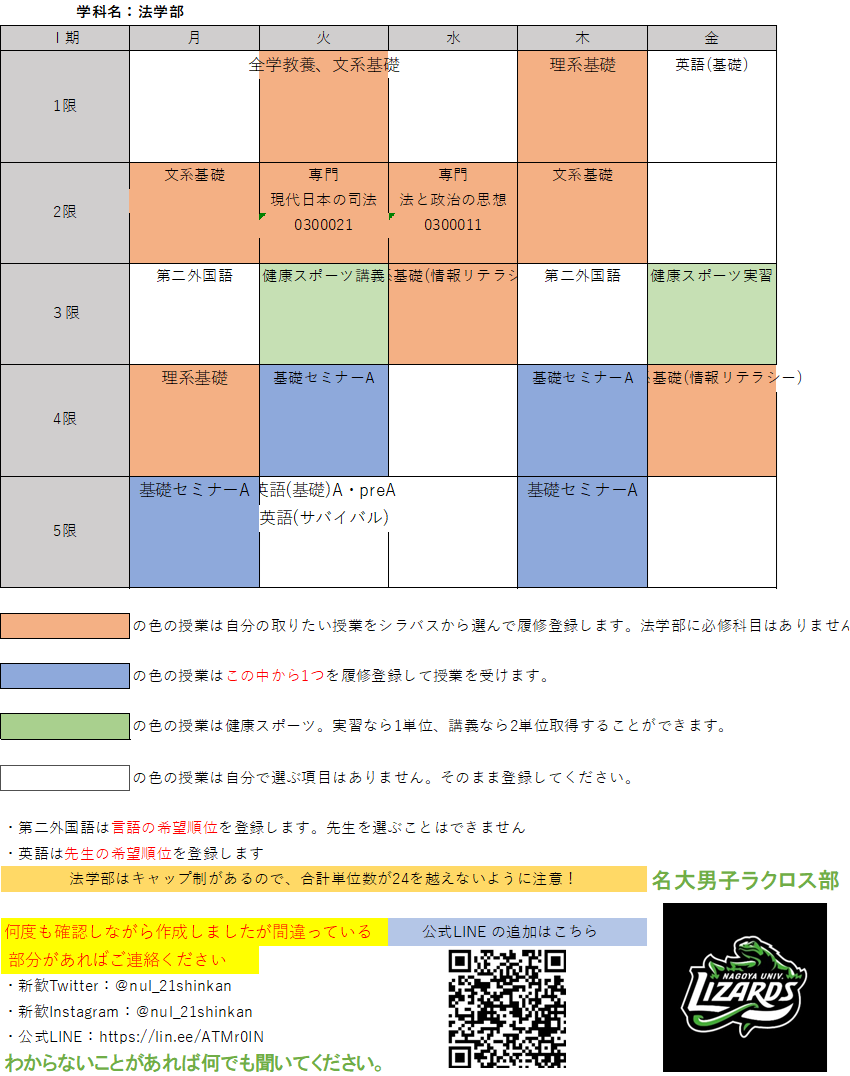 学科名：法学部
Ⅰ期 月 火 水 木 金
全学教養、文系基礎 理系基礎 英語(基礎)
1限
文系基礎 専門 専門 文系基礎
現代日本の司法 法と政治の思想
2限
0300021 0300011
第二外国語 健康スポーツ講義 基礎(情報リテラシ 第二外国語 健康スポーツ実習
３限
理系基礎 基礎セミナーA 基礎セミナーA 基礎(情報リテラシー)
4限
基礎セミナーA 英語(基礎)A・preA 基礎セミナーA
英語(サバイバル)
5限
の色の授業は自分の取りたい授業をシラバスから選んで履修登録します。法学部に必修科目はありません
の色の授業はこの中から1つを履修登録して授業を受けます。
の色の授業は健康スポーツ。実習なら1単位、講義なら2単位取得することができます。
の色の授業は自分で選ぶ項目はありません。そのまま登録してください。
・第二外国語は言語の希望順位を登録します。先生を選ぶことはできません
・英語は先生の希望順位を登録します
法学部はキャップ制があるので、合計単位数が24を越えないように注意！
名大男子ラクロス部
何度も確認しながら作成しましたが間違っている
部分があればご連絡ください
公式LINE の追加はこちら
・新歓Twitter：@nul_21shinkan
・新歓Instagram：@nul_21shinkan
・公式LINE：https://lin.ee/ATMr0IN
わからないことがあれば何でも聞いてください。
NAGOYA UNIV.
LIZARDS